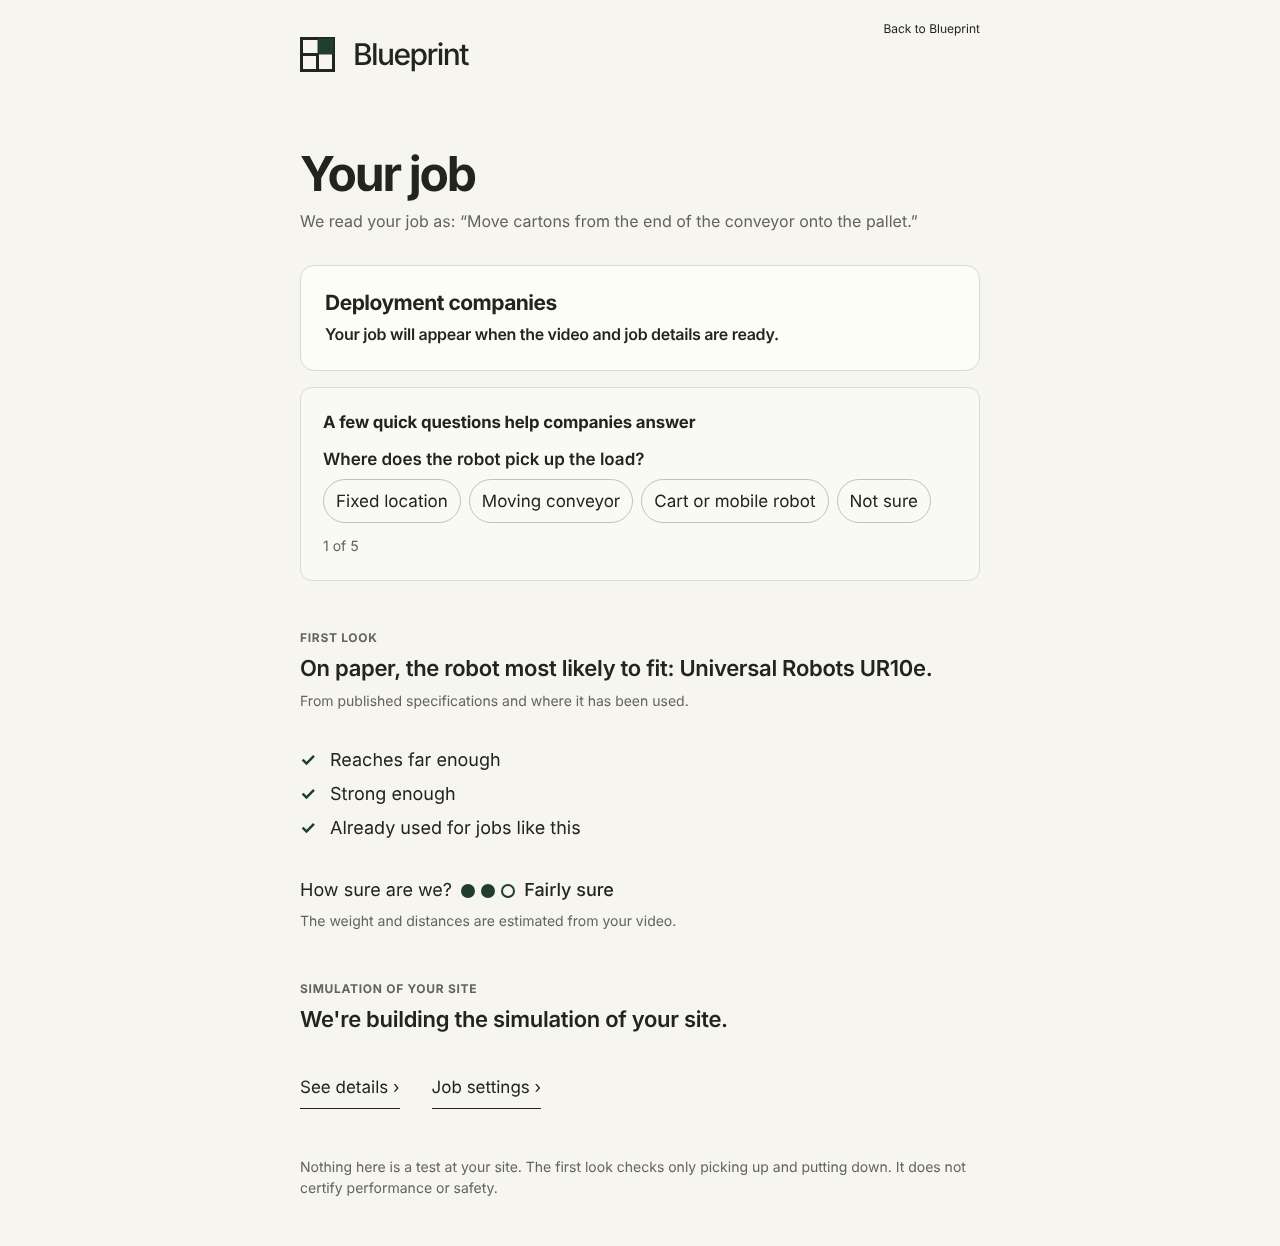 Back to Blueprint
Blueprint
Your job
We read your job as: “Move cartons from the end of the conveyor onto the pallet.”
Deployment companies
Your job will appear when the video and job details are ready.
A few quick questions help companies answer
Where does the robot pick up the load?
Fixed location Moving conveyor Cart or mobile robot Not sure
1 of 5
FIRST LOOK
On paper, the robot most likely to fit: Universal Robots UR10e.
From published specifications and where it has been used.
✓ Reaches far enough
✓ Strong enough
✓ Already used for jobs like this
How sure are we? Fairly sure
The weight and distances are estimated from your video.
SIMULATION OF YOUR SITE
We're building the simulation of your site.
See details › Job settings ›
Nothing here is a test at your site. The first look checks only picking up and putting down. It does not
certify performance or safety.